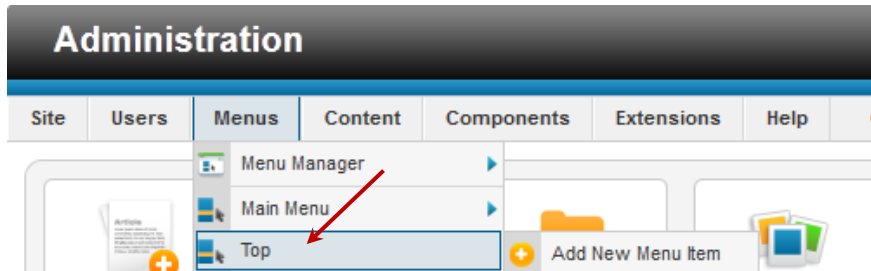 Administration
Site Users Menus Content Components Extensions Help
Menu Manager
Main Menu
Article
Top Add New Menu Item